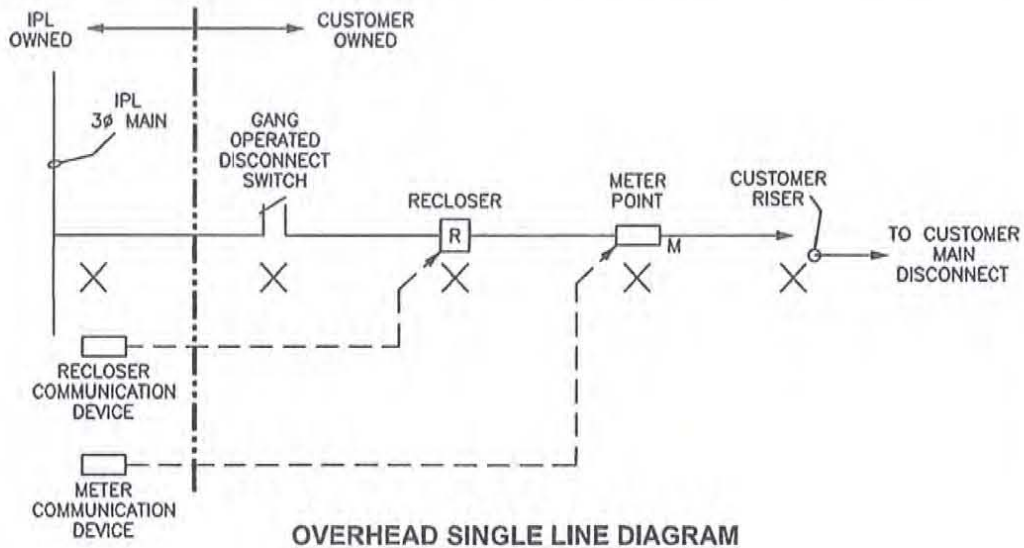 IPL
OWNED
CUSTOMER
OWNED
IPL
3ø MAIN
GANG
OPERATED
DISCONNECT
SWITCH
RECLOSER
R
METER
POINT
M
CUSTOMER
RISER
TO CUSTOMER
MAIN
DISCONNECT
RECLOSER
COMMUNICATION
DEVICE
METER
COMMUNICATION
DEVICE
OVERHEAD SINGLE LINE DIAGRAM